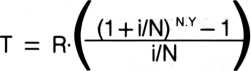 T = R·((1 + i/N)^N.Y − 1 / i/N)